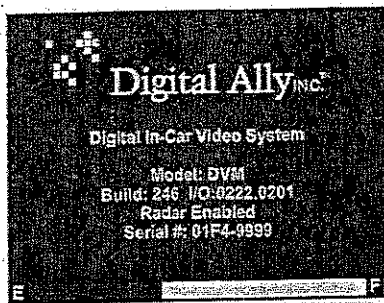 Digital Ally INC.
Digital In-Car Video System
Model: DVM
Build: 246 I/O:0222.0201
Radar Enabled
Serial #: 01F4-9999
E F